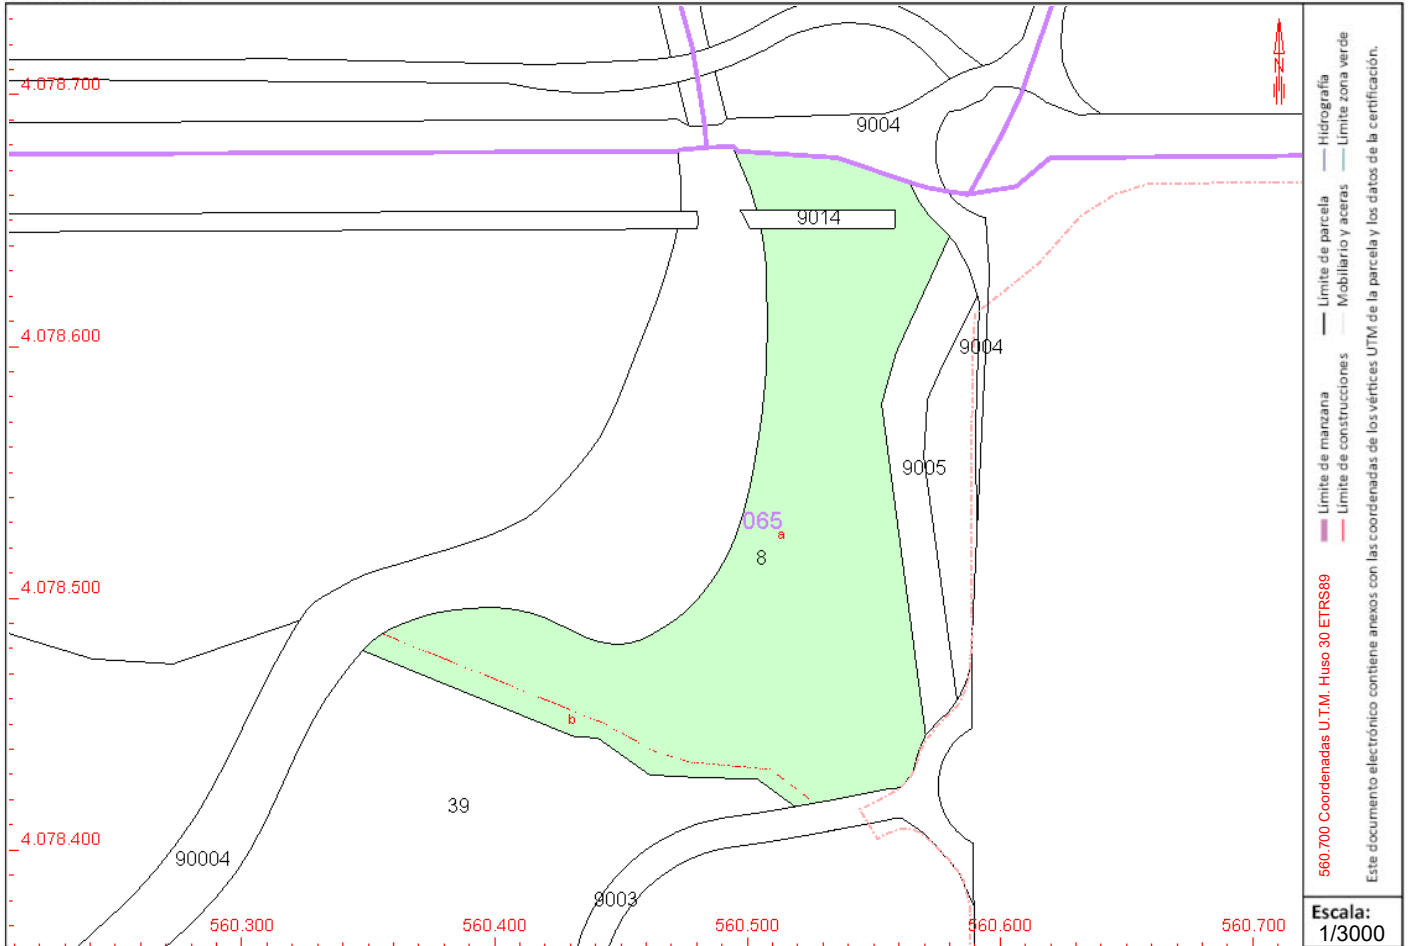 4.078.700
9004
9014
4.078.600
9004
9005
065
a
8
4.078.500
b
39
4.078.400
90004
9003
560.300
560.400
560.500
560.600
560.700
N
Hidrografía
Límite zona verde
Límite de parcela
Mobiliario y aceras
Límite de manzana
Límite de construcciones
560.700 Coordenadas U.T.M. Huso 30 ETRS89
Este documento electrónico contiene anexos con las coordenadas de los vértices UTM de la parcela y los datos de la certificación.
Escala:
1/3000